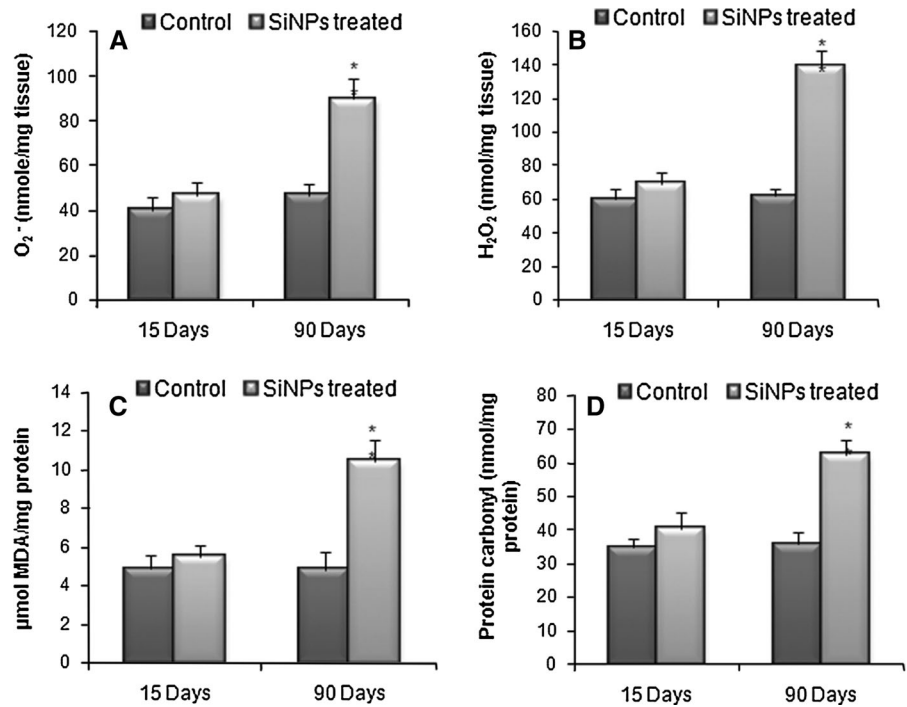 Control SiNPs treated
A
120
100
80
60
40
20
0
O₂⁻ (nmole/mg tissue)
15 Days 90 Days
*
*
Control SiNPs treated
B
160
140
120
100
80
60
40
20
0
H₂O₂ (nmol/mg tissue)
15 Days 90 Days
*
*
Control SiNPs treated
C
14
12
10
8
6
4
2
0
µmol MDA/mg protein
15 Days 90 Days
*
*
Control SiNPs treated
D
80
70
60
50
40
30
20
10
0
Protein carbonyl (nmol/mg
protein)
15 Days 90 Days
*
*